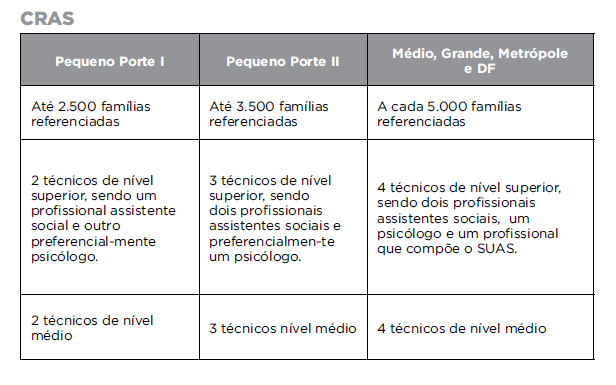 CRAS
Pequeno Porte I
Pequeno Porte II
Médio, Grande, Metrópole
e DF
Até 2.500 famílias
referenciadas
Até 3.500 famílias
referenciadas
A cada 5.000 famílias
referenciadas
2 técnicos de nível
superior, sendo um
profissional assistente
social e outro
preferencial-mente
psicólogo.
3 técnicos de nível
superior, sendo
dois profissionais
assistentes sociais e
preferencialmen-te
um psicólogo.
4 técnicos de nível superior,
sendo dois profissionais
assistentes sociais, um
psicólogo e um profissional
que compõe o SUAS.
2 técnicos de nível
médio
3 técnicos nível médio
4 técnicos de nível médio